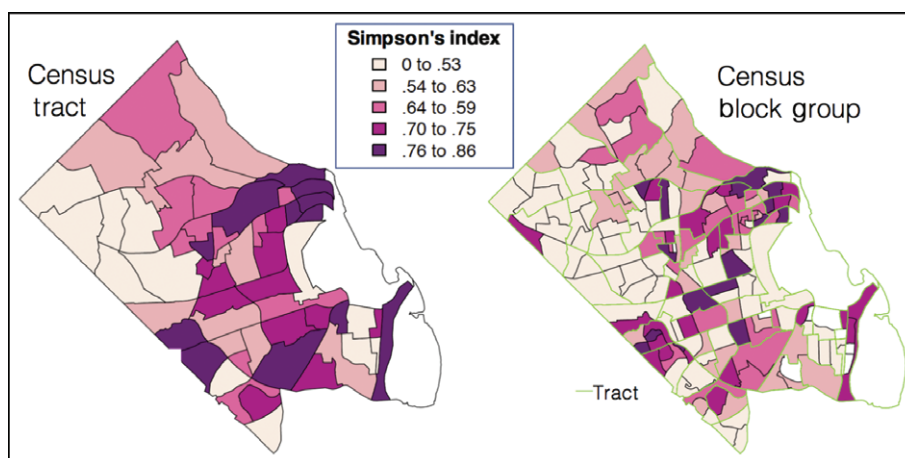 Census
tract
Simpson's index
0 to .53
.54 to .63
.64 to .59
.70 to .75
.76 to .86
Census
block group
Tract